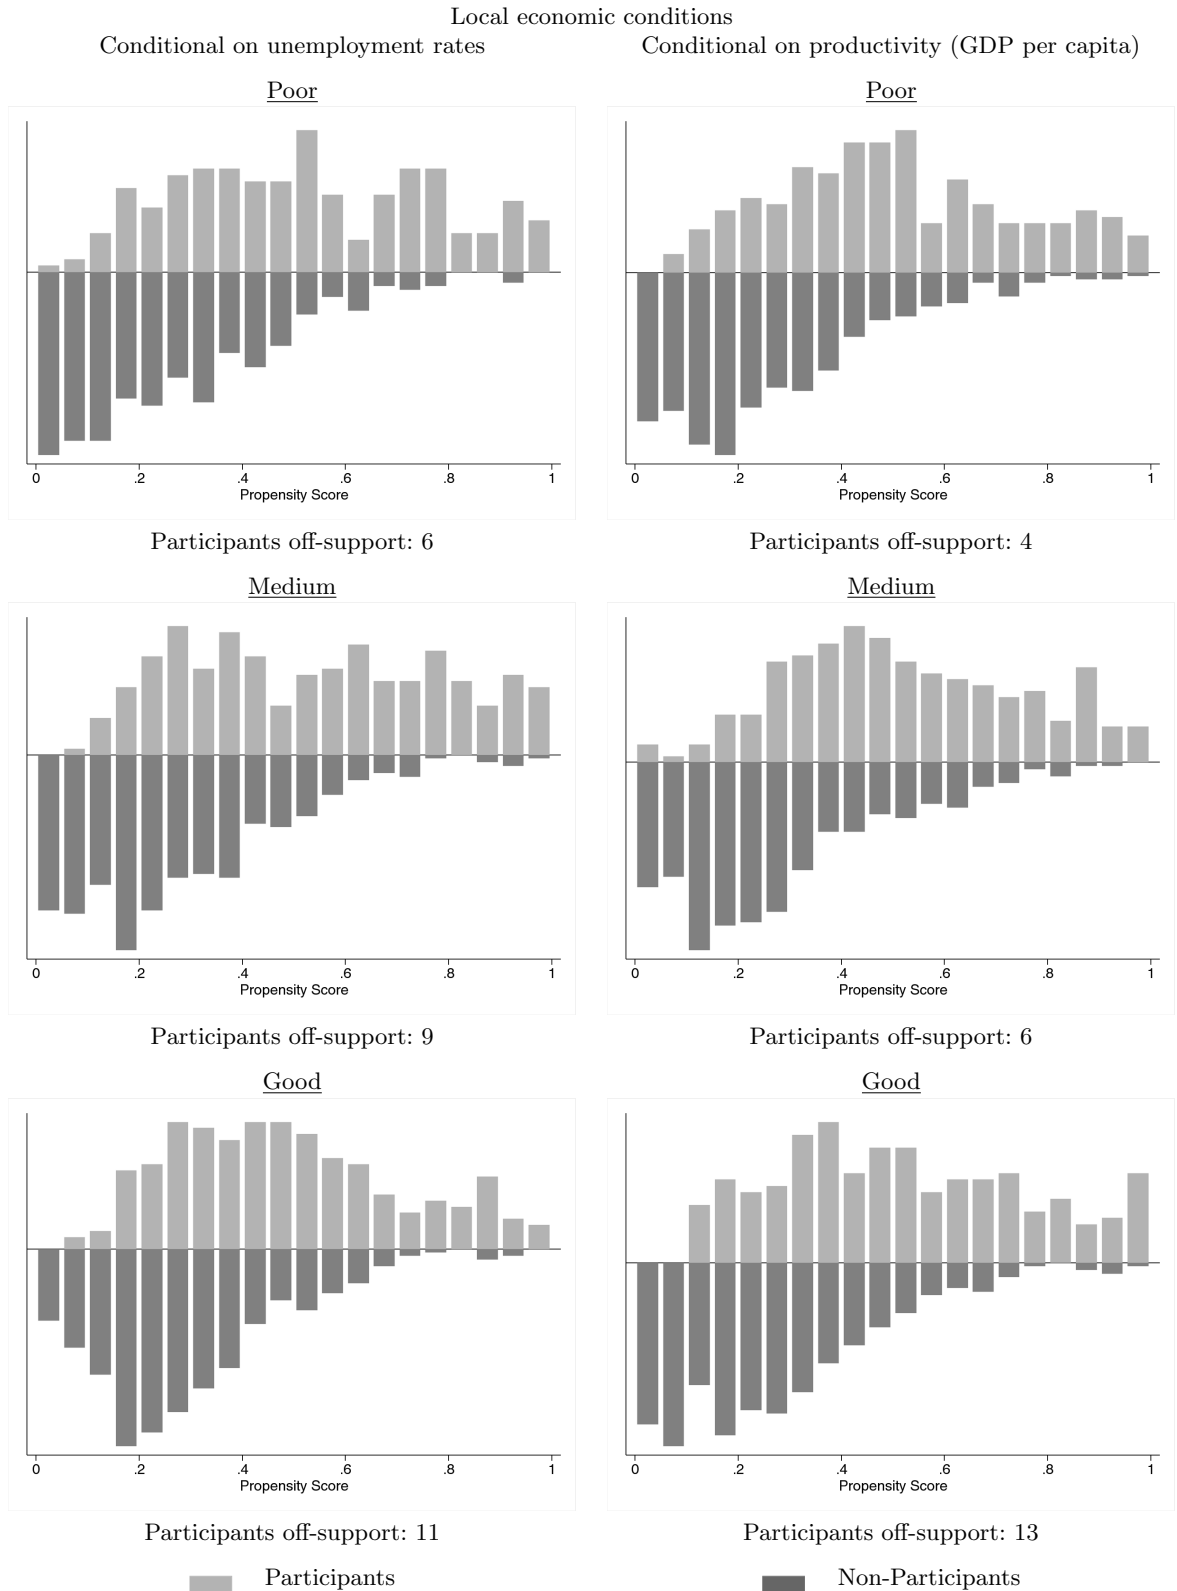 Local economic conditions
Conditional on unemployment rates
Conditional on productivity (GDP per capita)
Poor
Poor
0 .2 .4 .6 .8 1
Propensity Score
0 .2 .4 .6 .8 1
Propensity Score
Participants off-support: 6
Participants off-support: 4
Medium
Medium
0 .2 .4 .6 .8 1
Propensity Score
0 .2 .4 .6 .8 1
Propensity Score
Participants off-support: 9
Participants off-support: 6
Good
Good
0 .2 .4 .6 .8 1
Propensity Score
0 .2 .4 .6 .8 1
Propensity Score
Participants off-support: 11
Participants off-support: 13
Participants
Non-Participants